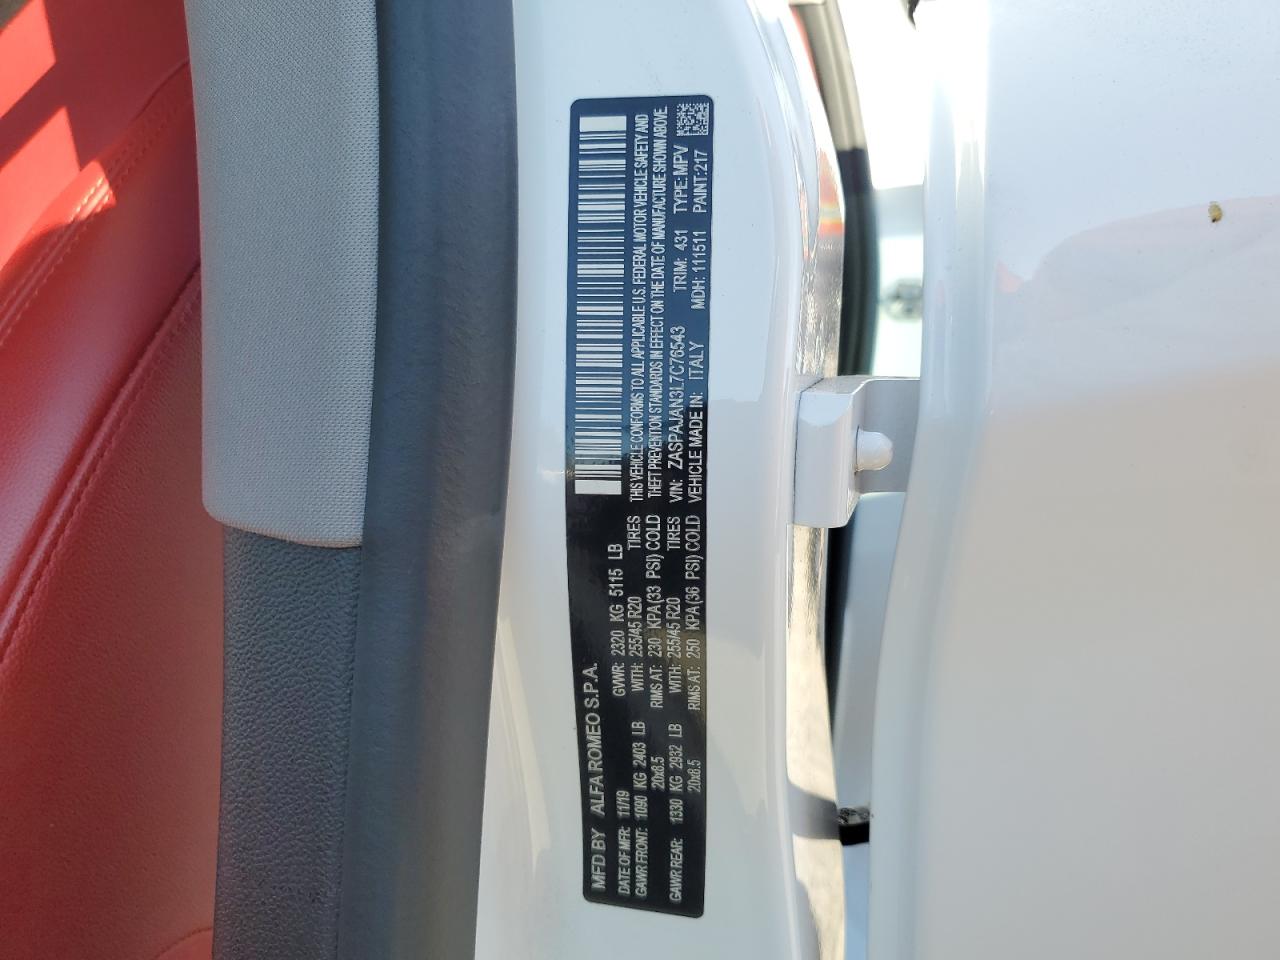 MFD BY ALFA ROMEO S.P.A.
DATE OF MFR: 11/19 GVWR: 2320 KG 5115 LB
GAWR FRONT: 1090 KG 2403 LB WITH: 255/45 R20 TIRES
20x8.5 RIMS AT: 230 KPA (33 PSI) COLD
GAWR REAR: 1330 KG 2932 LB WITH: 255/45 R20 TIRES
20x8.5 RIMS AT: 250 KPA (36 PSI) COLD
THIS VEHICLE CONFORMS TO ALL APPLICABLE U.S. FEDERAL MOTOR VEHICLE SAFETY AND
THEFT PREVENTION STANDARDS IN EFFECT ON THE DATE OF MANUFACTURE SHOWN ABOVE.
VIN: ZASPAJAN3L7C76543 TRIM: 431 TYPE: MPV
VEHICLE MADE IN: ITALY MDH: 111511 PAINT: 217